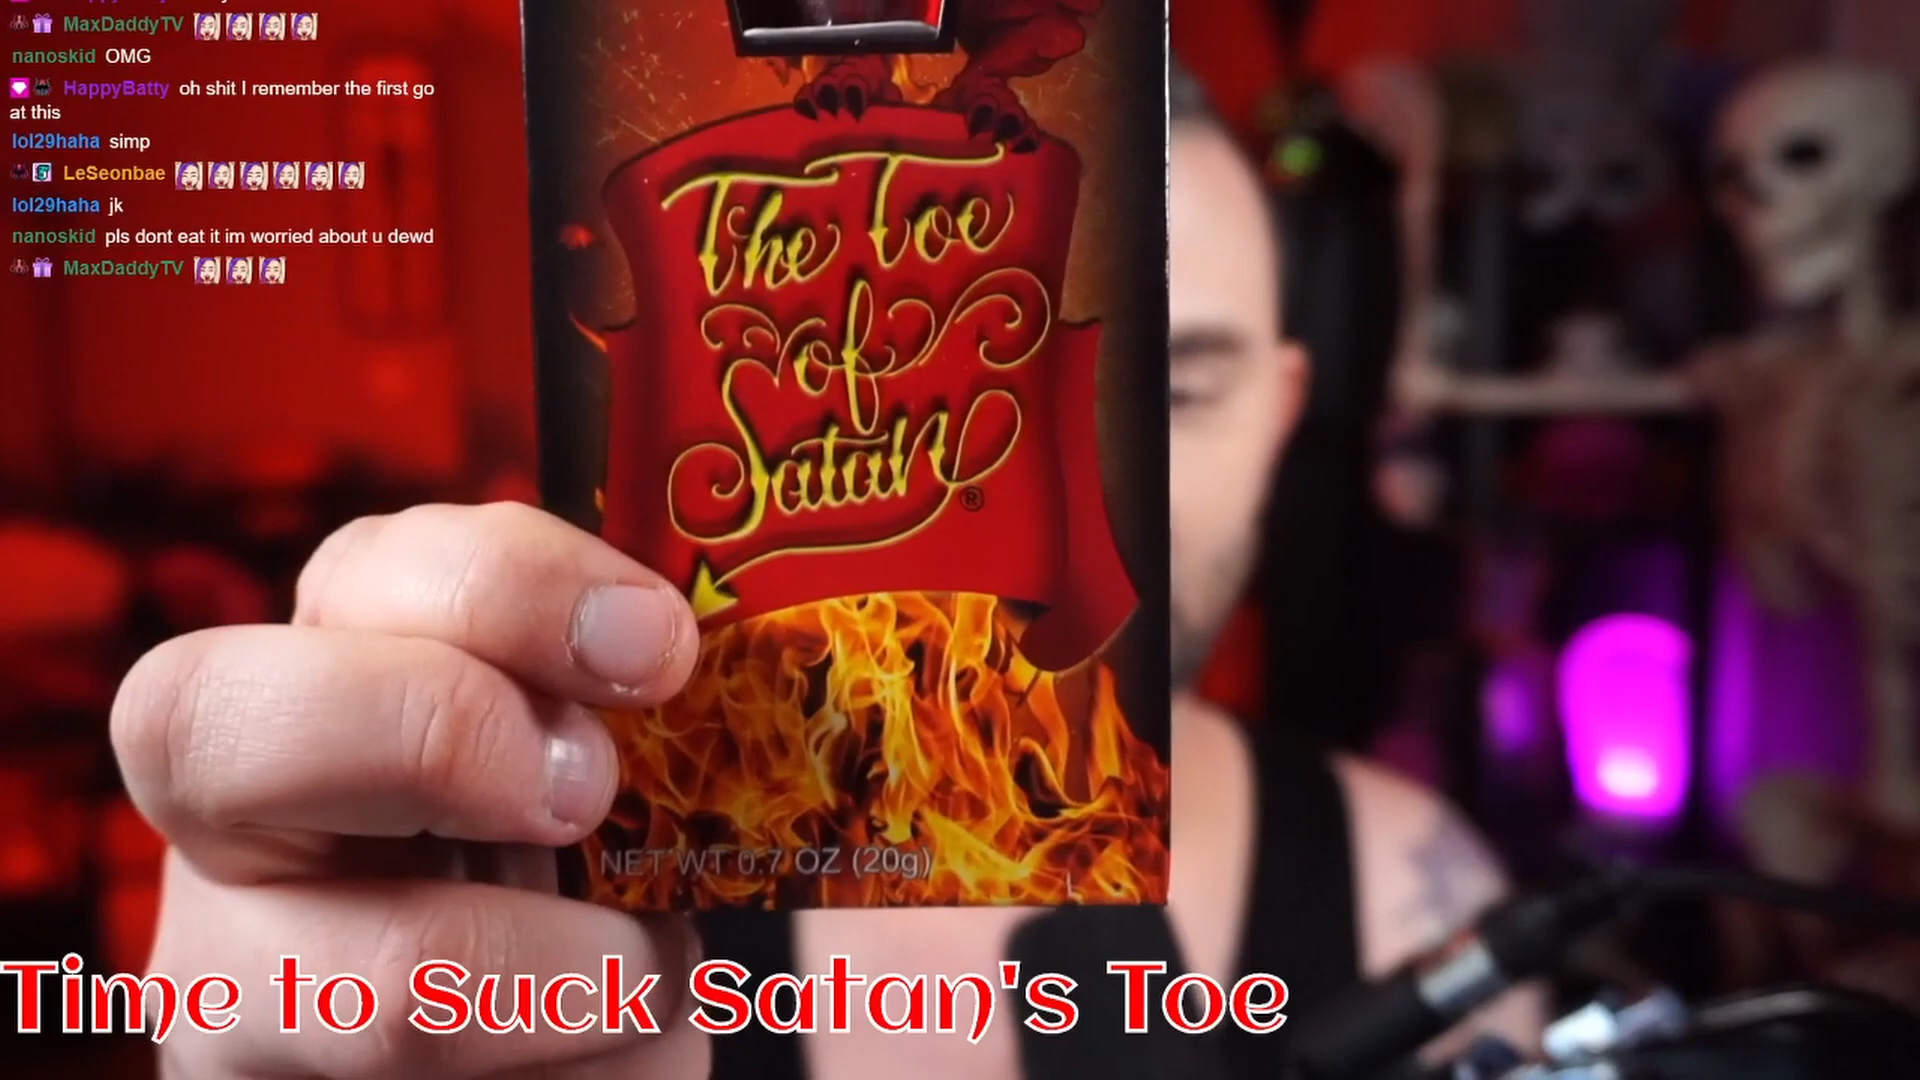 MaxDaddyTV
nanoskid OMG
HappyBatty oh shit I remember the first go
at this
lol29haha simp
LeSeonbae
lol29haha jk
nanoskid pls dont eat it im worried about u dewd
MaxDaddyTV
The Toe
of
Satan®
NET WT 0.7 OZ (20g)
Time to Suck Satan's Toe